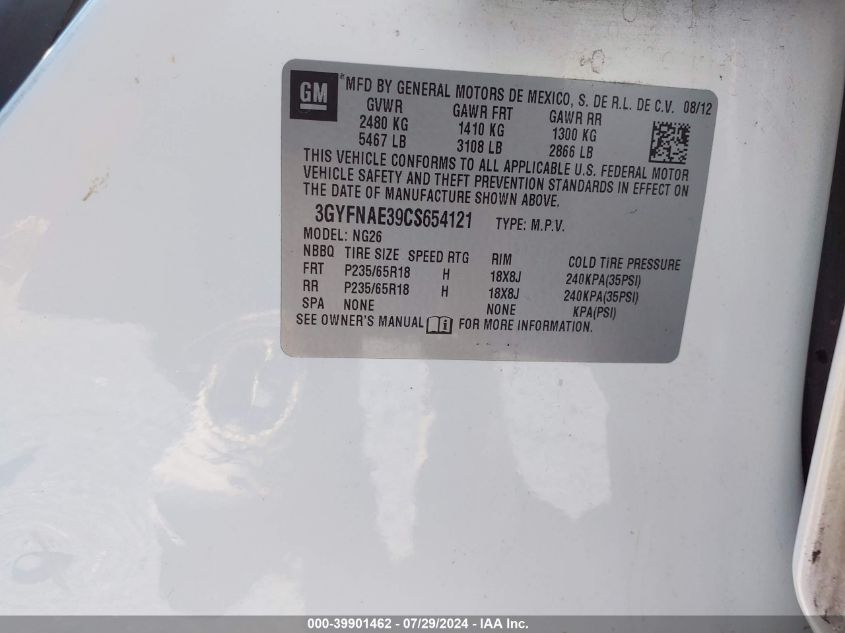 GM
MFD BY GENERAL MOTORS DE MEXICO, S. DE R.L. DE C.V. 08/12
GVWR GAWR FRT GAWR RR
2480 KG 1410 KG 1300 KG
5467 LB 3108 LB 2866 LB
THIS VEHICLE CONFORMS TO ALL APPLICABLE U.S. FEDERAL MOTOR
VEHICLE SAFETY AND THEFT PREVENTION STANDARDS IN EFFECT ON
THE DATE OF MANUFACTURE SHOWN ABOVE.
3GYFNAE39CS654121 TYPE: M.P.V.
MODEL: NG26
NBBQ TIRE SIZE SPEED RTG RIM COLD TIRE PRESSURE
FRT P235/65R18 H 18X8J 240KPA(35PSI)
RR P235/65R18 H 18X8J 240KPA(35PSI)
SPA NONE NONE KPA(PSI)
SEE OWNER'S MANUAL i FOR MORE INFORMATION.
000-39901462 - 07/29/2024 - IAA Inc.